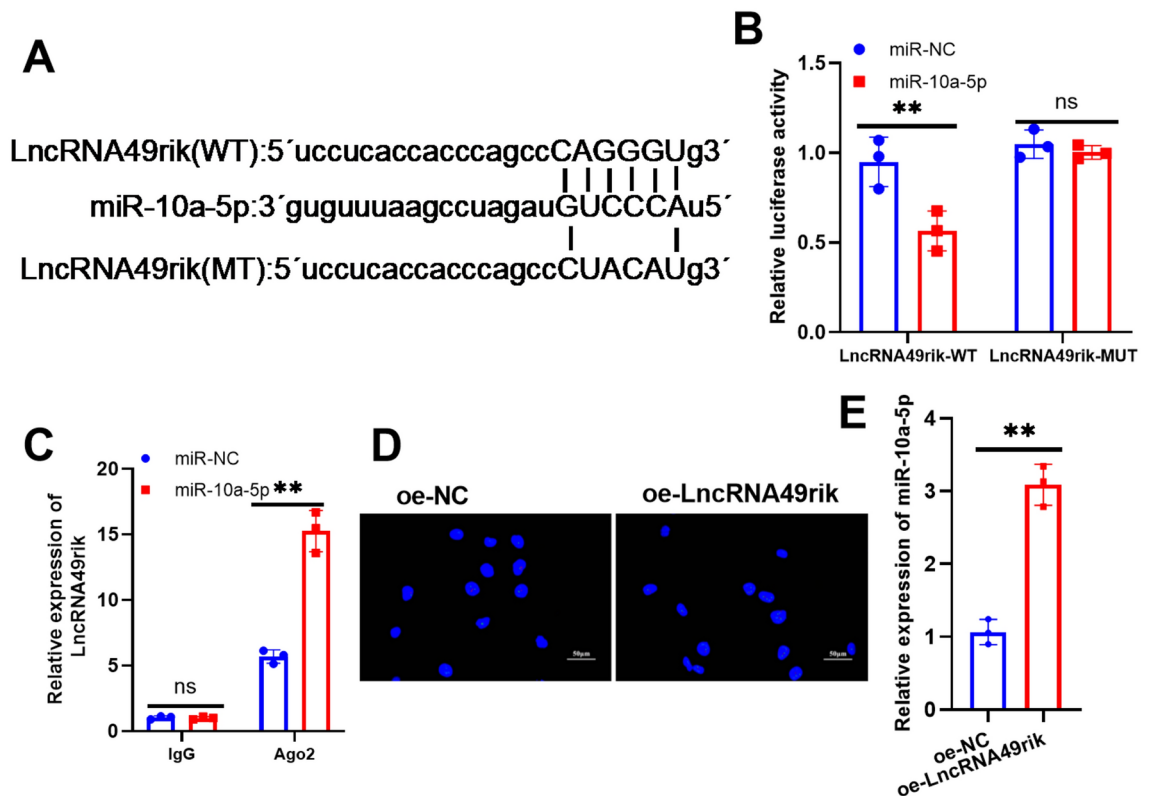 A
LncRNA49rik(WT):5´uccucaccacccagccCAGGGUg3´
miR-10a-5p:3´guguuuaagccuagauGUCCCAu5´
LncRNA49rik(MT):5´uccucaccacccagccCUACAUg3´
B
miR-NC
miR-10a-5p
**
ns
Relative luciferase activity
1.5
1.0
0.5
0.0
LncRNA49rik-WT
LncRNA49rik-MUT
C
miR-NC
miR-10a-5p
**
ns
Relative expression of
LncRNA49rik
20
15
10
5
0
IgG
Ago2
D
oe-NC
oe-LncRNA49rik
50μm
50μm
E
**
Relative expression of miR-10a-5p
4
3
2
1
0
oe-NC
oe-LncRNA49rik